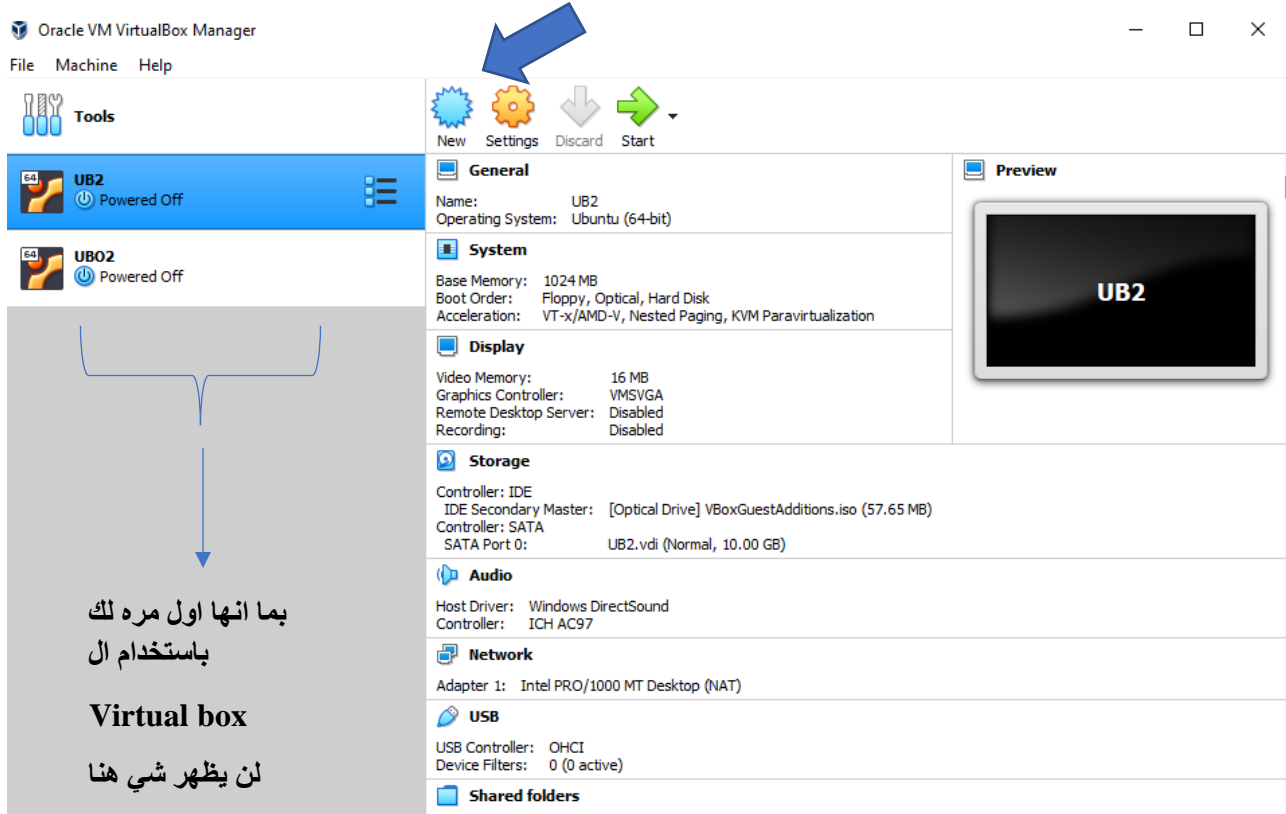 Oracle VM VirtualBox Manager
File Machine Help
Tools
New Settings Discard Start
64
UB2
Powered Off
64
UBO2
Powered Off
بما انها اول مره لك
باستخدام ال
Virtual box
لن يظهر شي هنا
General
Name: UB2
Operating System: Ubuntu (64-bit)
System
Base Memory: 1024 MB
Boot Order: Floppy, Optical, Hard Disk
Acceleration: VT-x/AMD-V, Nested Paging, KVM Paravirtualization
Display
Video Memory: 16 MB
Graphics Controller: VMSVGA
Remote Desktop Server: Disabled
Recording: Disabled
Preview
UB2
Storage
Controller: IDE
IDE Secondary Master: [Optical Drive] VBoxGuestAdditions.iso (57.65 MB)
Controller: SATA
SATA Port 0: UB2.vdi (Normal, 10.00 GB)
Audio
Host Driver: Windows DirectSound
Controller: ICH AC97
Network
Adapter 1: Intel PRO/1000 MT Desktop (NAT)
USB
USB Controller: OHCI
Device Filters: 0 (0 active)
Shared folders